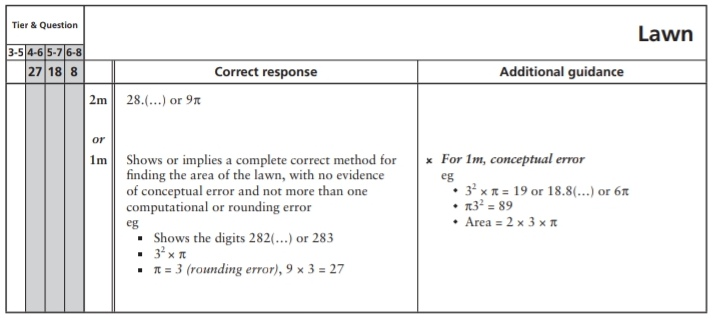 Tier & Question
Lawn
3-5 4-6 5-7 6-8
27 18 8
Correct response
Additional guidance
2m
28.(...) or 9π
or
1m
Shows or implies a complete correct method for
finding the area of the lawn, with no evidence
of conceptual error and not more than one
computational or rounding error
eg
▪ Shows the digits 282(...) or 283
▪ 3² × π
▪ π = 3 (rounding error), 9 × 3 = 27
× For 1m, conceptual error
eg
• 3² × π = 19 or 18.8(...) or 6π
• π3² = 89
• Area = 2 × 3 × π